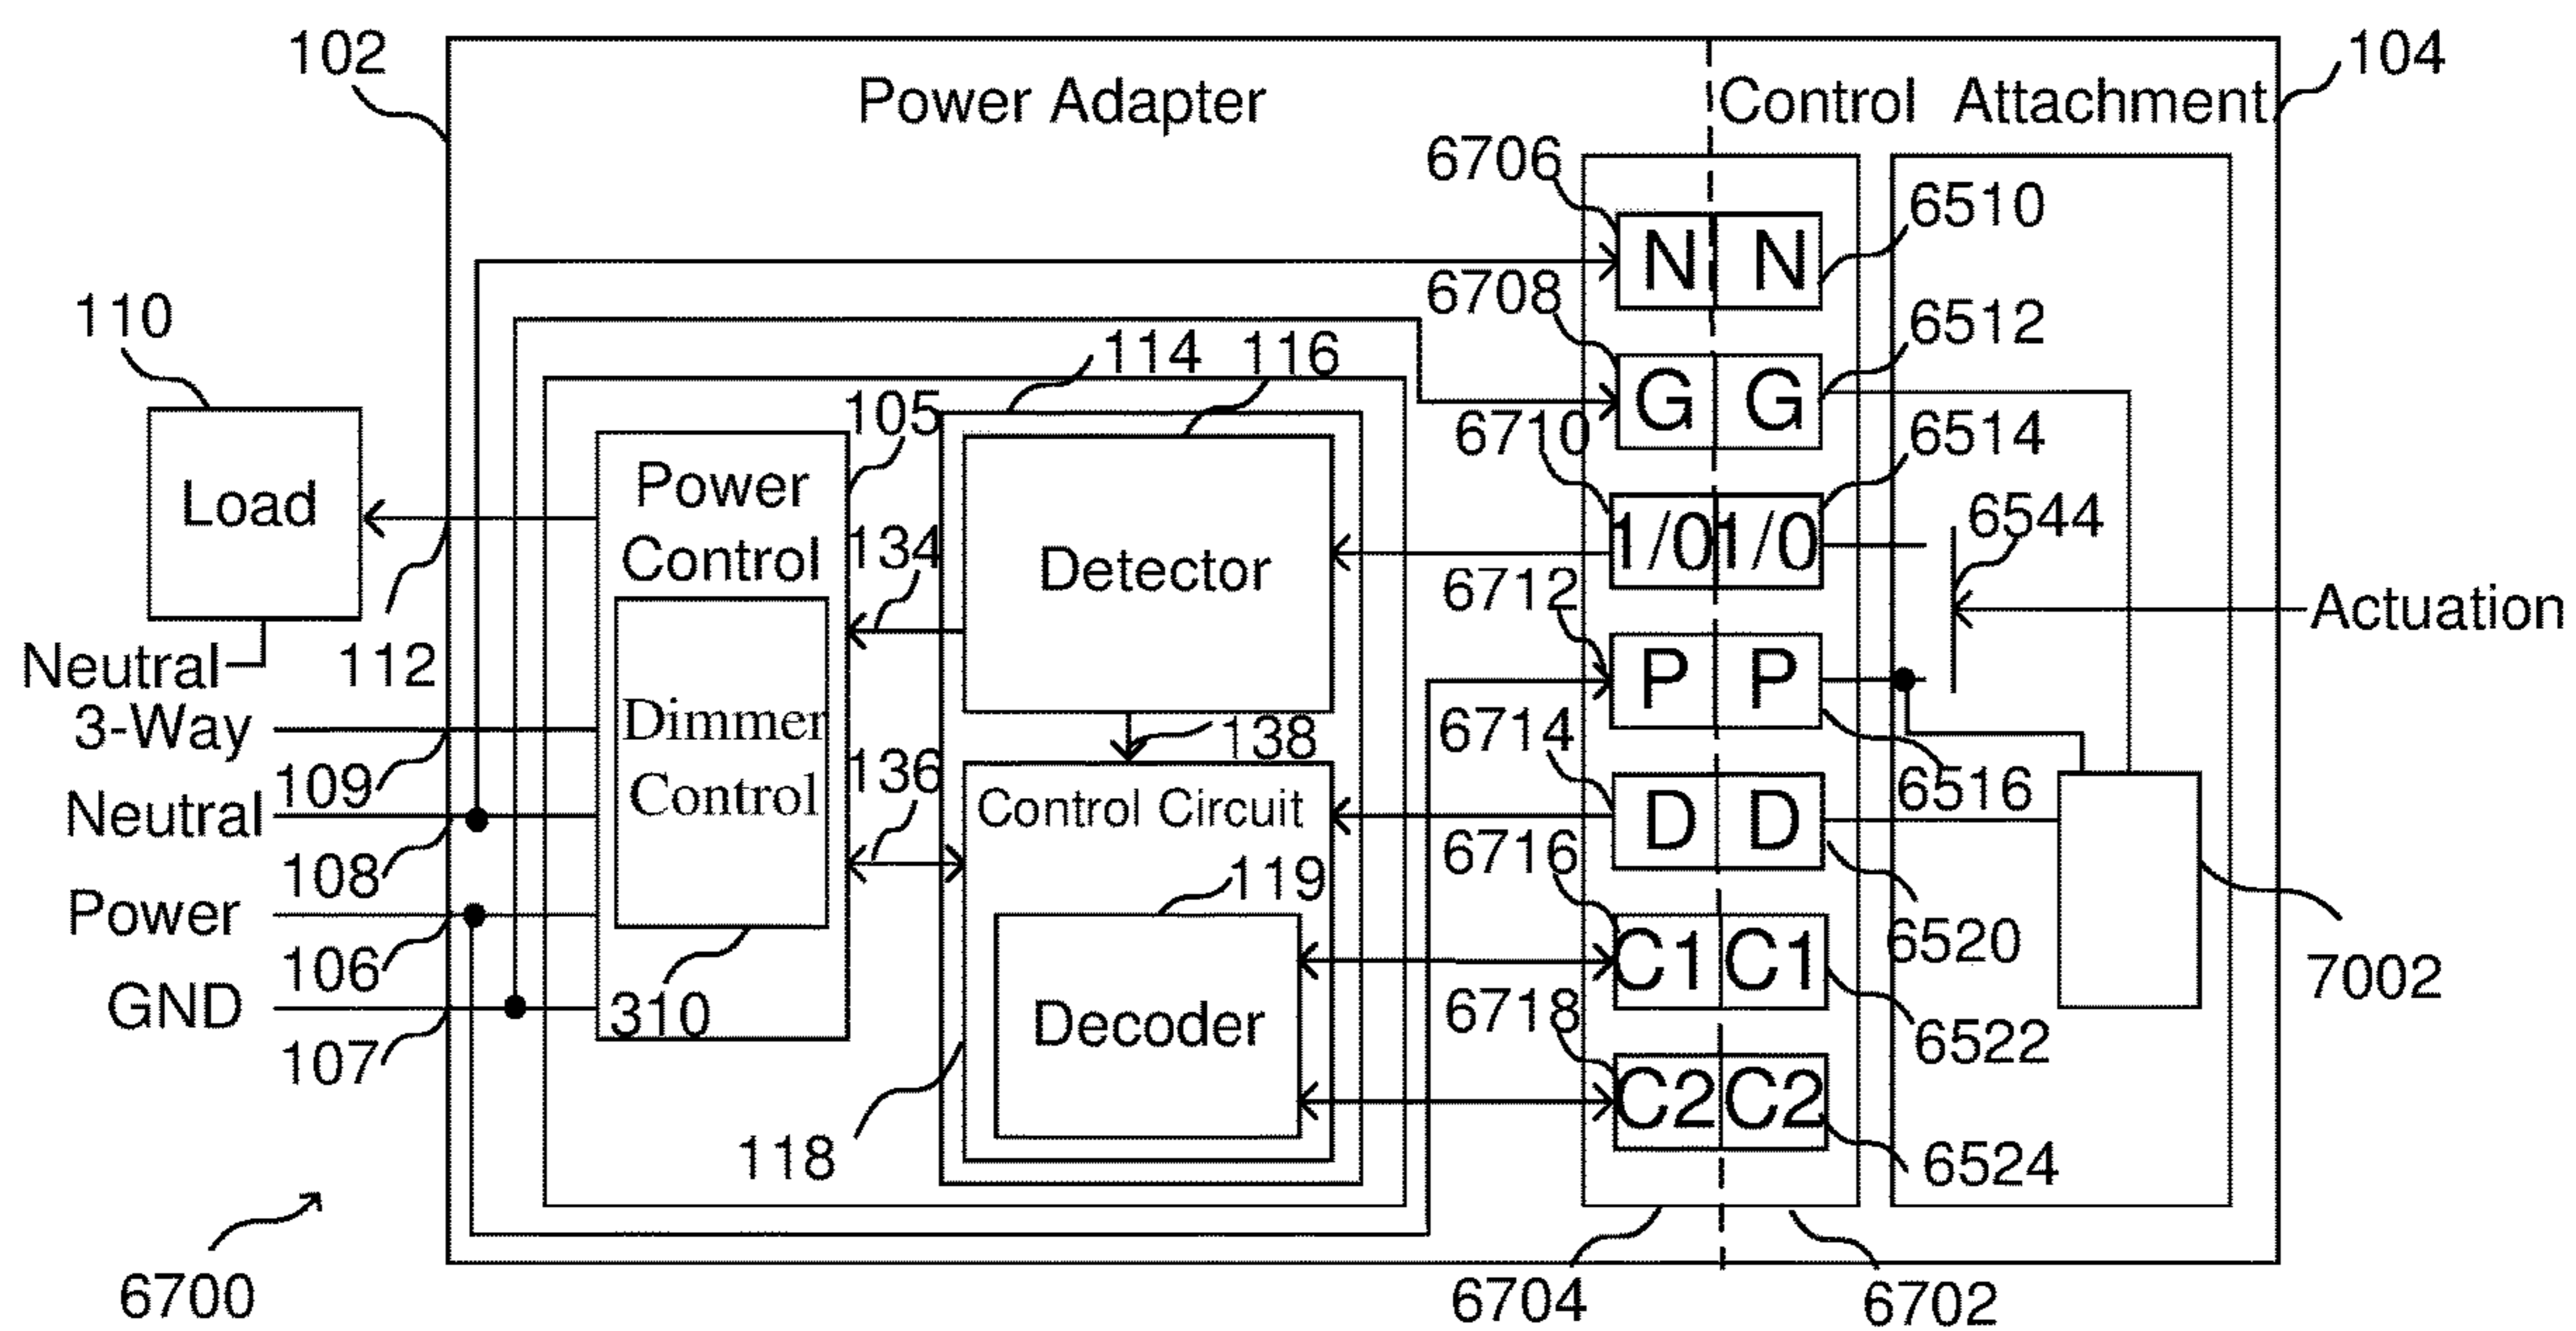 102
104
Power Adapter
Control Attachment
6706
N N
6510
6708
G G
6512
110
114
116
105
6710
1/0 1/0
6514
Load
Power
Control
134
Detector
6544
6712
Actuation
Neutral
112
P P
3-Way
Dimmer
Control
138
6714
109
136
Control Circuit
D D
6516
Neutral
108
119
6716
6520
Power
106
C1 C1
7002
GND
310
Decoder
6718
6522
107
C2 C2
118
6524
6700
6704
6702